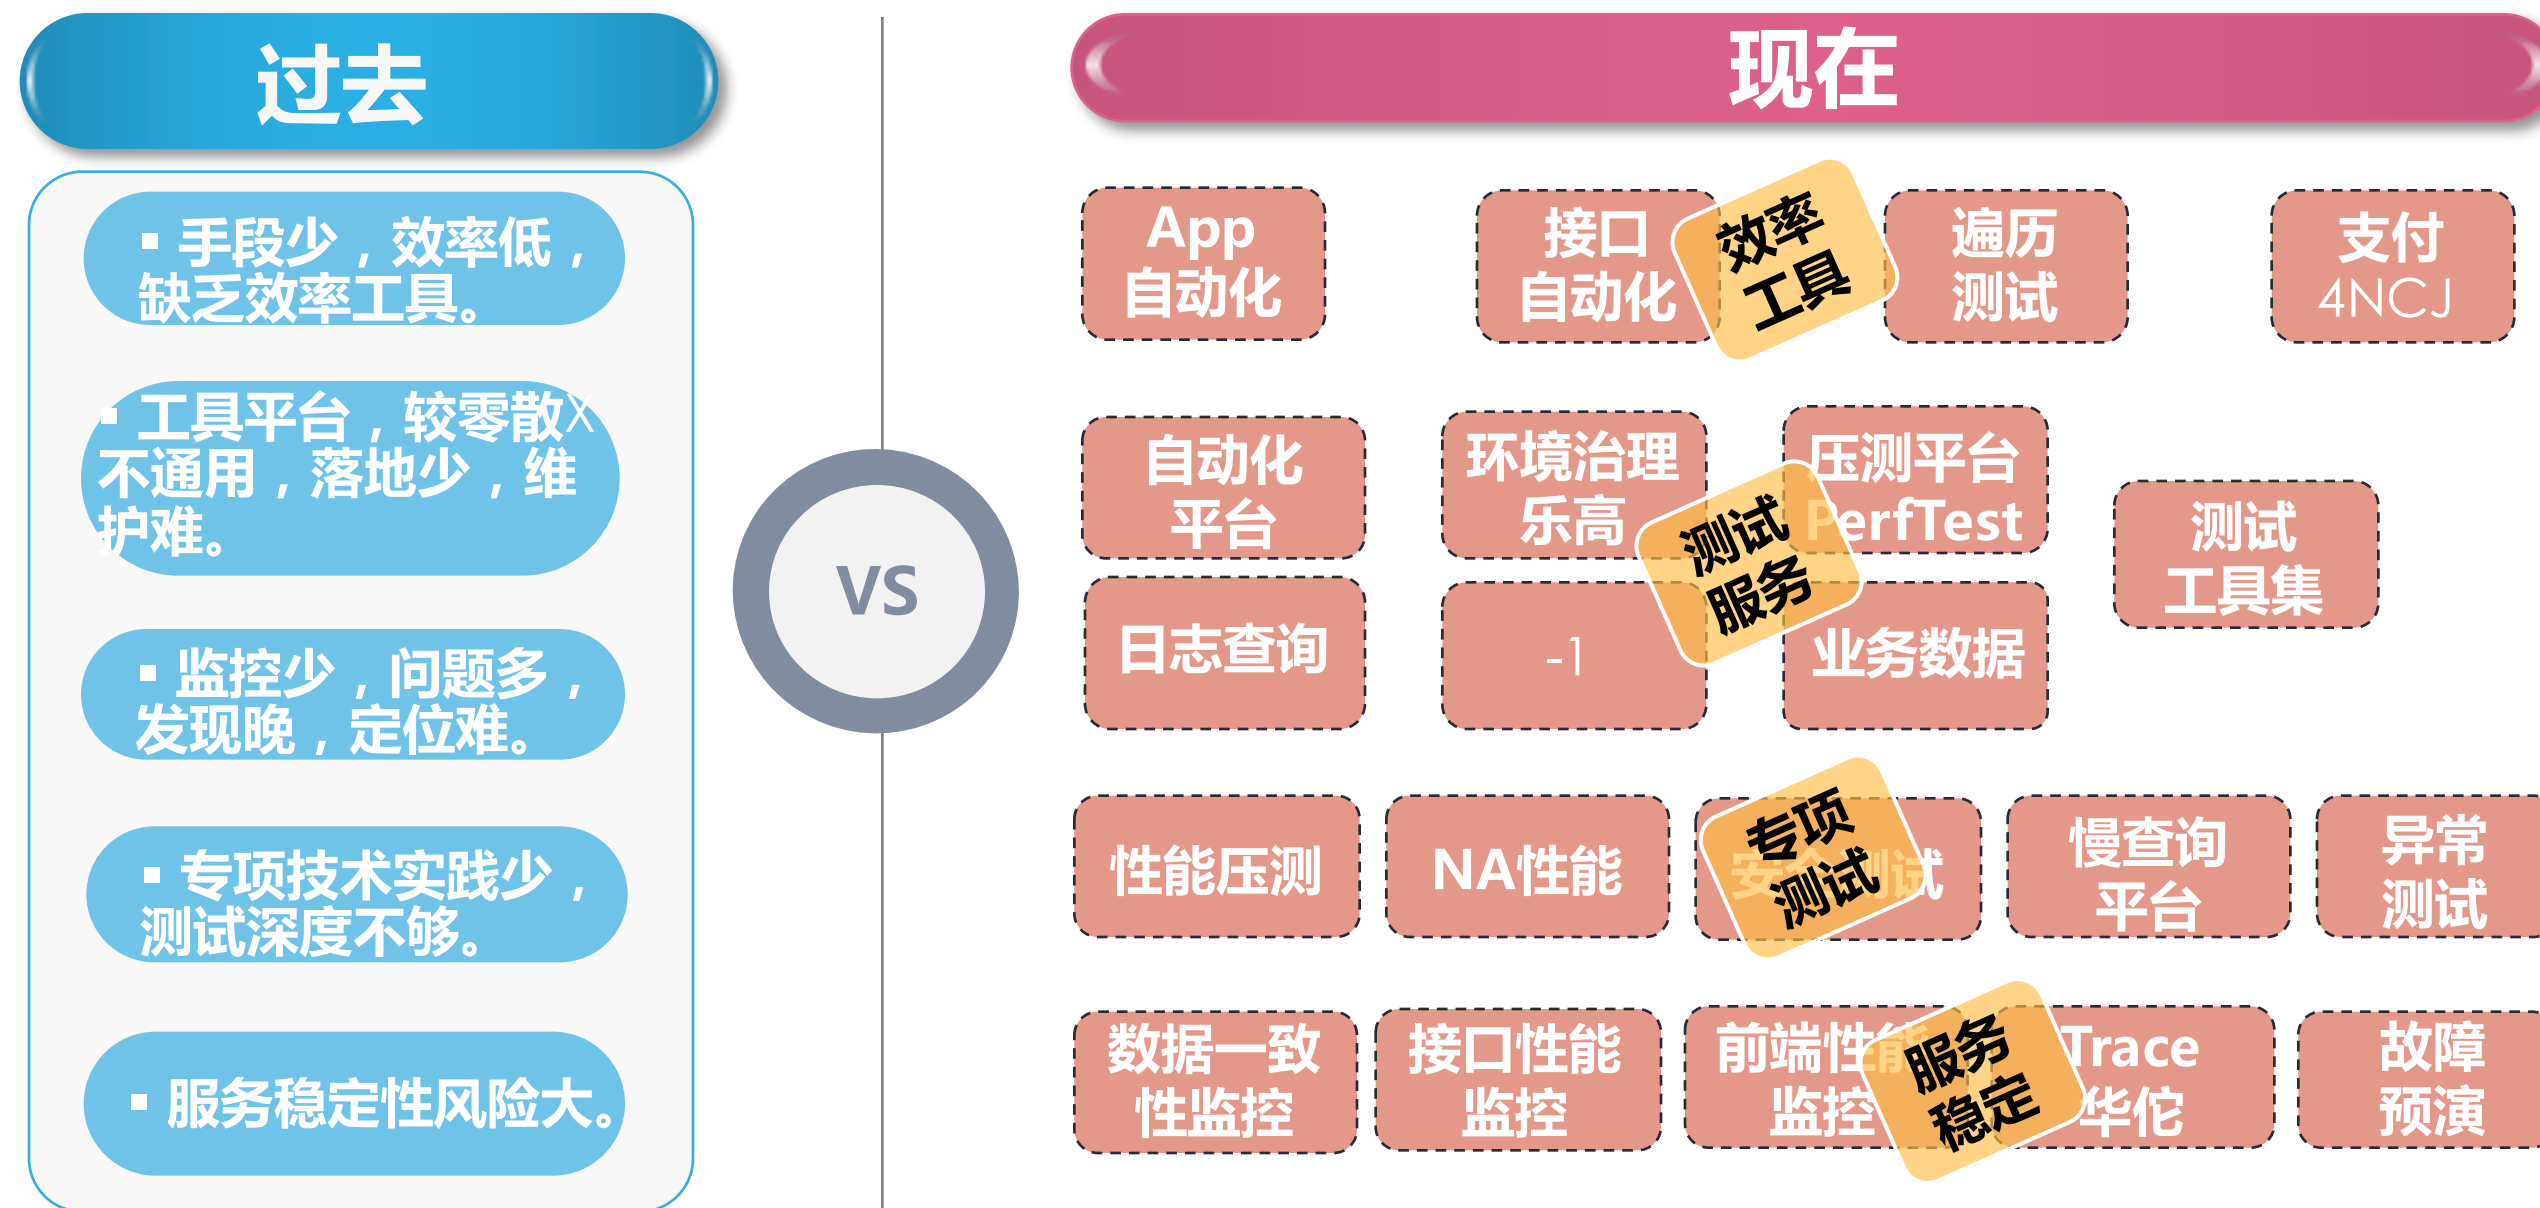 过去
▪ 手段少，效率低，
缺乏效率工具。
▪ 工具平台，较零散X
不通用，落地少，维
护难。
▪ 监控少，问题多，
发现晚，定位难。
▪ 专项技术实践少，
测试深度不够。
▪ 服务稳定性风险大。
VS
现在
App
自动化
接口
自动化
效率
工具
遍历
测试
支付
4NCJ
自动化
平台
环境治理
乐高
压测平台
PerfTest
测试
服务
测试
工具集
日志查询
-1
业务数据
性能压测
NA性能
安全测试
专项
测试
慢查询
平台
异常
测试
数据一致
性监控
接口性能
监控
前端性能
监控
服务
稳定
Trace
华佗
故障
预演